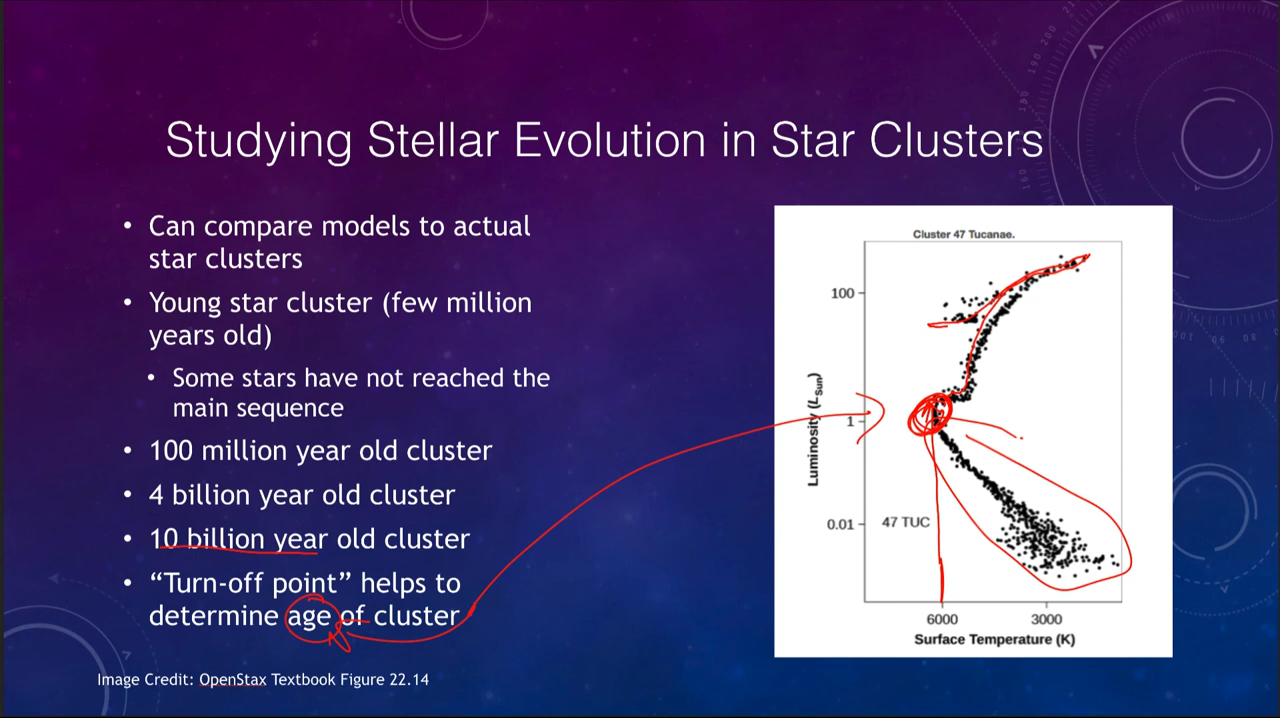 Studying Stellar Evolution in Star Clusters
• Can compare models to actual
star clusters
• Young star cluster (few million
years old)
• Some stars have not reached the
main sequence
• 100 million year old cluster
• 4 billion year old cluster
• 10 billion year old cluster
• “Turn-off point” helps to
determine age of cluster
Image Credit: OpenStax Textbook Figure 22.14
Cluster 47 Tucanae.
100
1
0.01
Luminosity (LSun)
47 TUC
6000 3000
Surface Temperature (K)